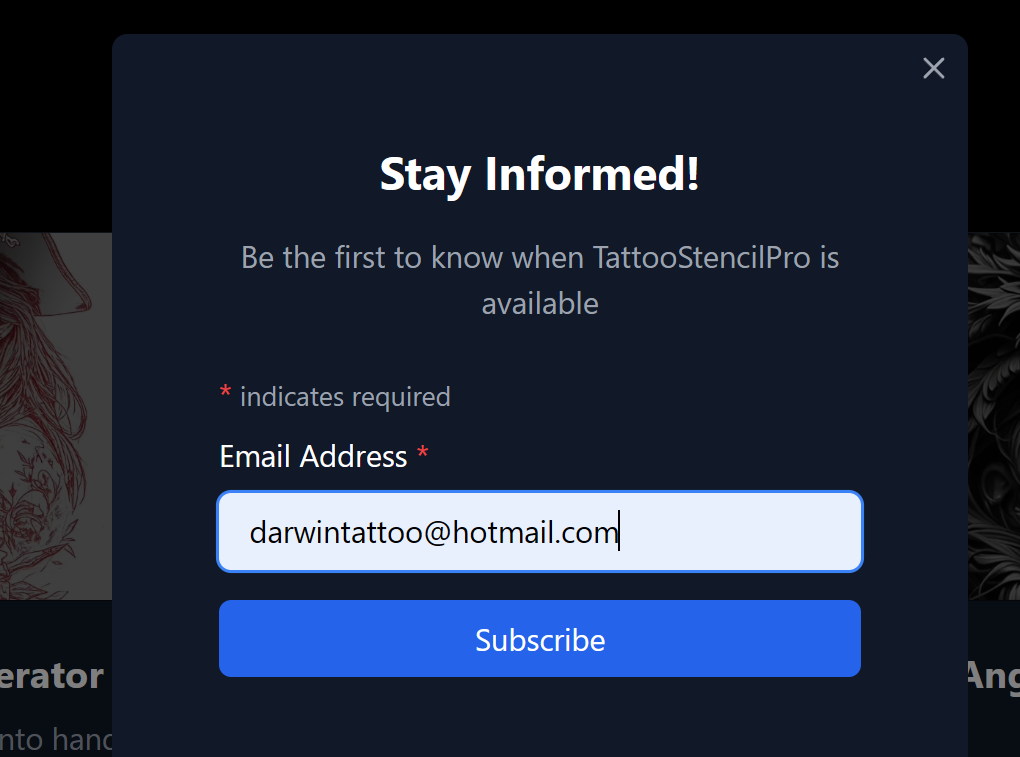 Stay Informed!
Be the first to know when TattooStencilPro is
available
* indicates required
Email Address *
darwintattoo@hotmail.com
Subscribe
erator
Ang
nto hand